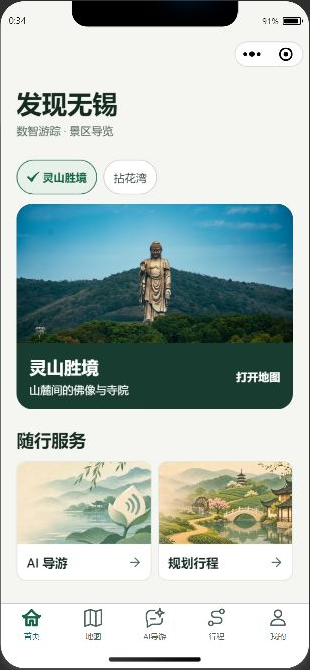 0:34
91%
发现无锡
数智游踪 · 景区导览
灵山胜境
拈花湾
灵山胜境
山麓间的佛像与寺院
打开地图
随行服务
AI 导游
规划行程
首页
地图
AI导游
行程
我的